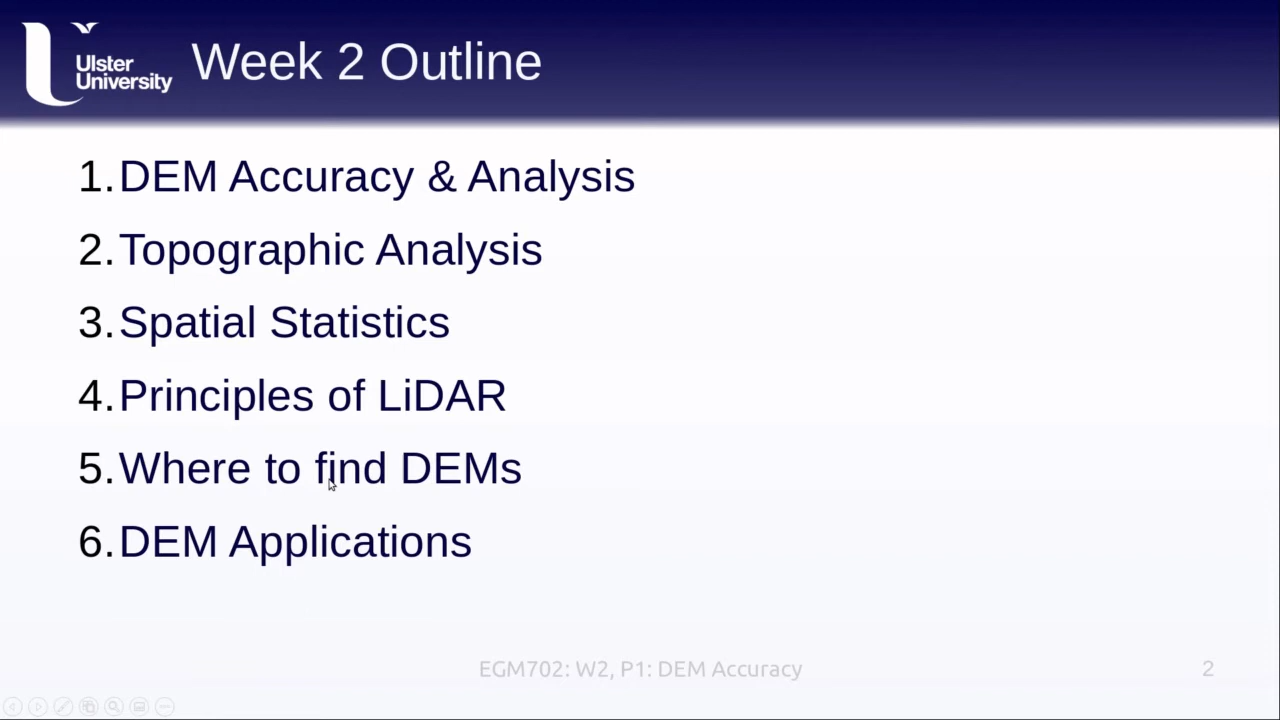 Ulster
University
Week 2 Outline
1. DEM Accuracy & Analysis
2. Topographic Analysis
3. Spatial Statistics
4. Principles of LiDAR
5. Where to find DEMs
6. DEM Applications
EGM702: W2, P1: DEM Accuracy
2